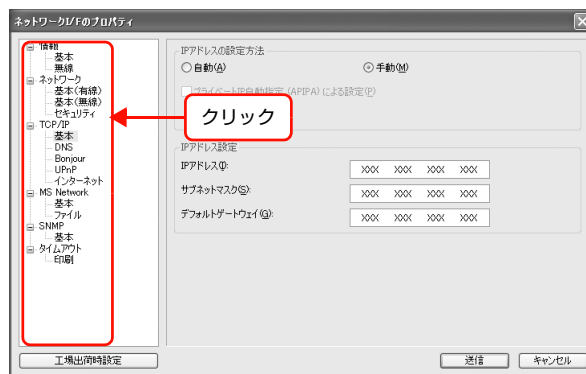 ネットワークI/Fのプロパティ
情報
基本
無線
ネットワーク
基本(有線)
基本(無線)
セキュリティ
TCP/IP
基本
DNS
Bonjour
UPnP
インターネット
MS Network
基本
ファイル
SNMP
基本
タイムアウト
印刷
クリック
IPアドレスの設定方法
自動(A)
手動(M)
プライベートIP自動指定 (APIPA) による設定(P)
IPアドレス設定
IPアドレス(I):
XXX XXX XXX XXX
サブネットマスク(S):
XXX XXX XXX XXX
デフォルトゲートウェイ(G):
XXX XXX XXX XXX
工場出荷時設定
送信
キャンセル